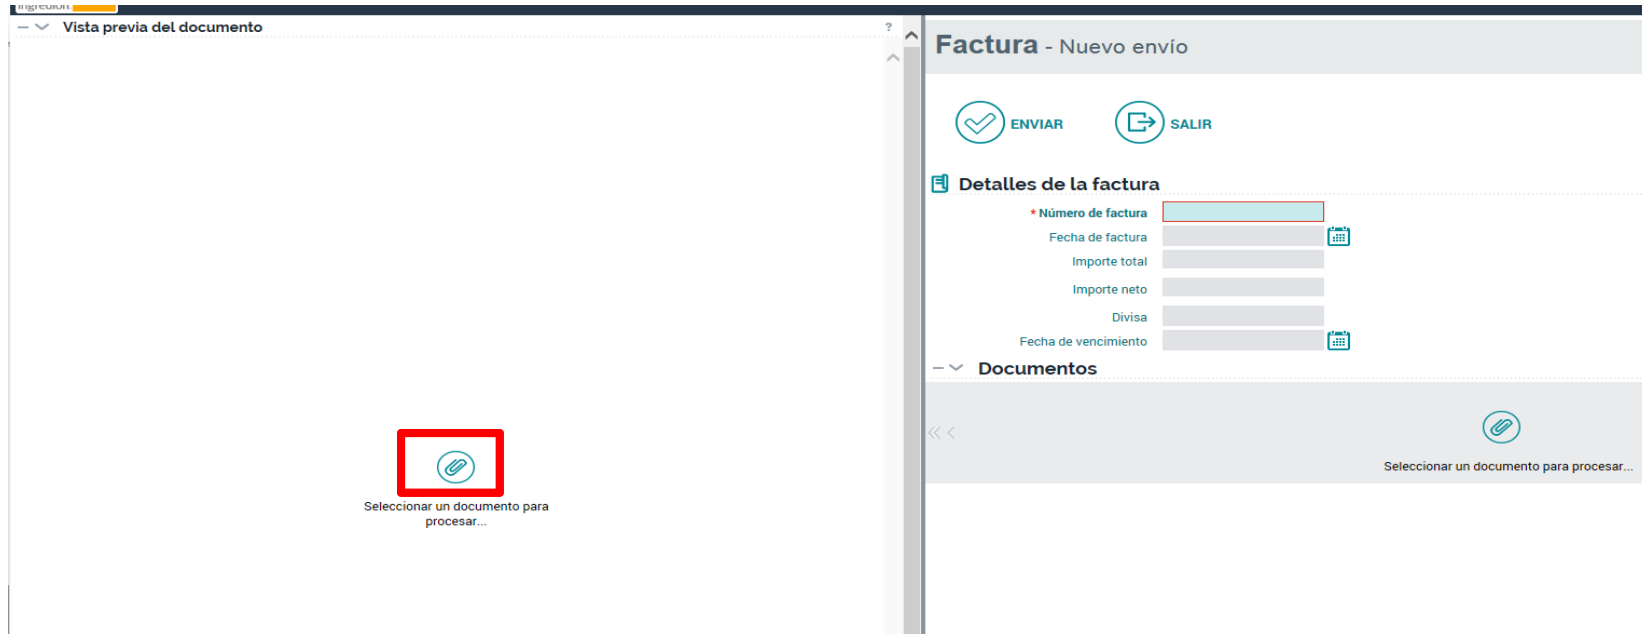 Ingredion.
Vista previa del documento
?
Seleccionar un documento para
procesar...
Factura - Nuevo envío
ENVIAR
SALIR
Detalles de la factura
* Número de factura
Fecha de factura
Importe total
Importe neto
Divisa
Fecha de vencimiento
Documentos
Seleccionar un documento para procesar...